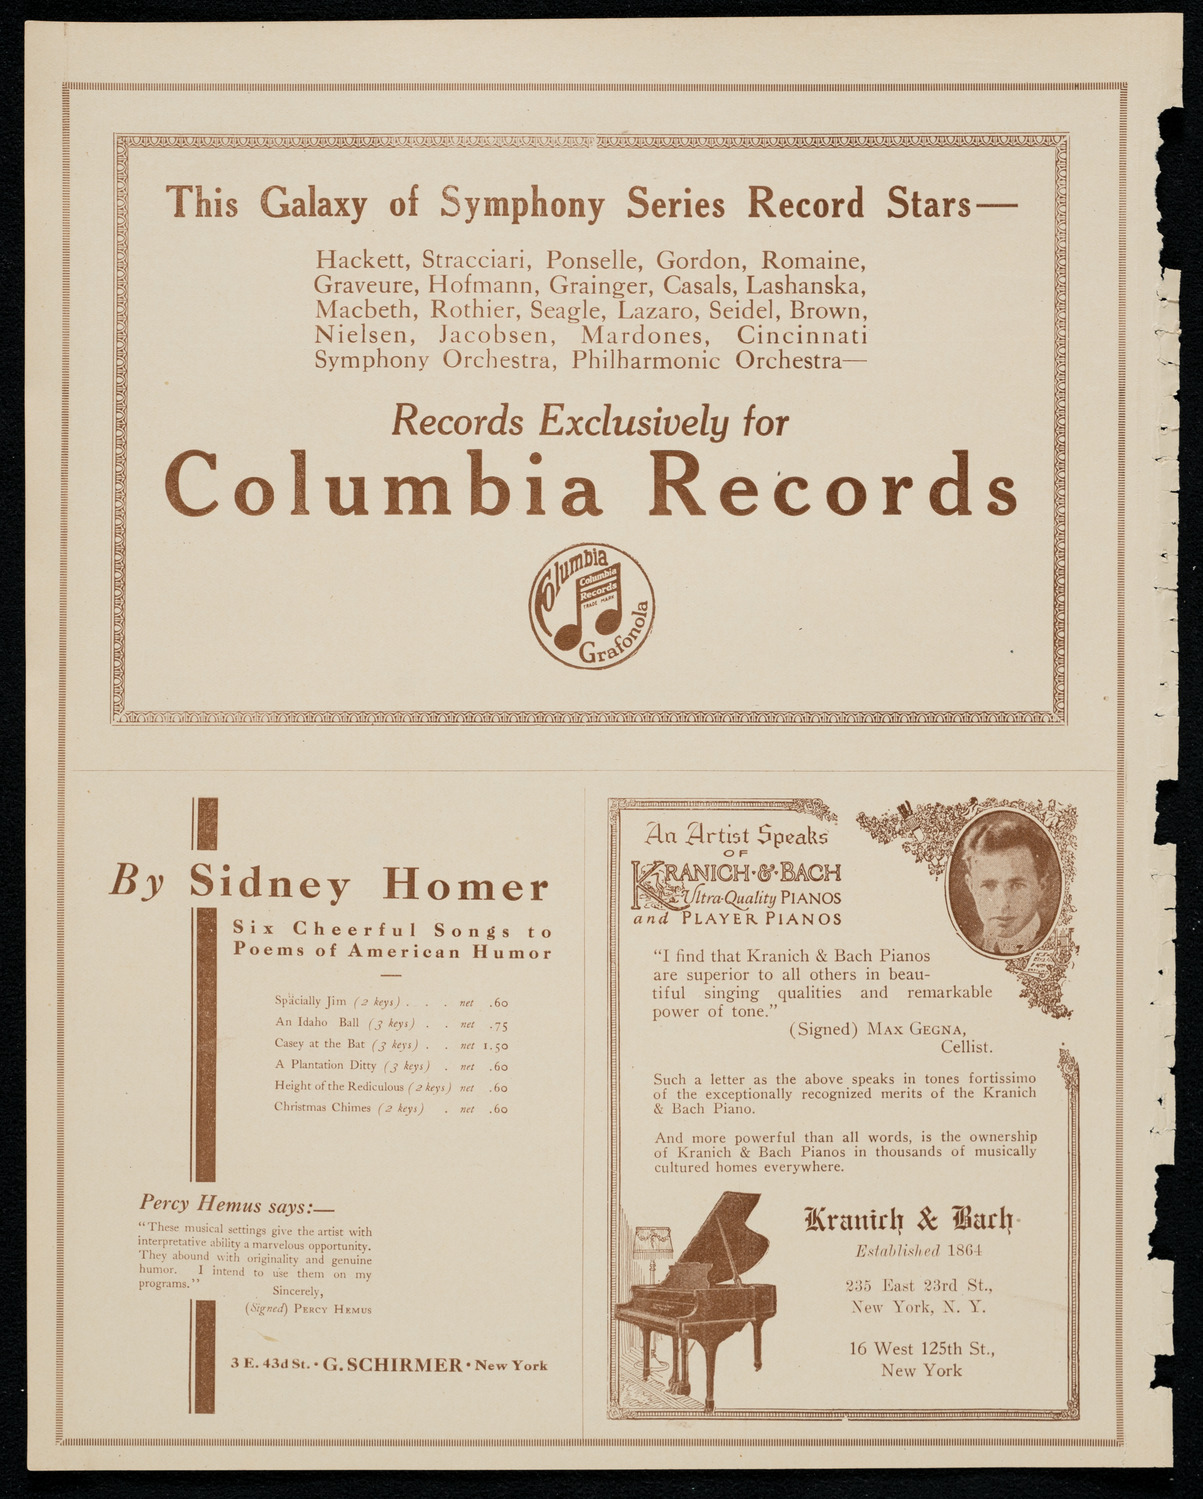 This Galaxy of Symphony Series Record Stars—
Hackett, Stracciari, Ponselle, Gordon, Romaine,
Graveure, Hofmann, Grainger, Casals, Lashanska,
Macbeth, Rothier, Seagle, Lazaro, Seidel, Brown,
Nielsen, Jacobsen, Mardones, Cincinnati
Symphony Orchestra, Philharmonic Orchestra—
Records Exclusively for
Columbia Records
Columbia
Columbia
Records
TRADE MARK
Grafonola
By Sidney Homer
Six Cheerful Songs to
Poems of American Humor
Spăcially Jim (2 keys) . . . net .60
An Idaho Ball (3 keys) . . net .75
Casey at the Bat (3 keys) . . net 1.50
A Plantation Ditty (3 keys) . net .60
Height of the Rediculous (2 keys) net .60
Christmas Chimes (2 keys) . net .60
Percy Hemus says:—
"These musical settings give the artist with
interpretative ability a marvelous opportunity.
They abound with originality and genuine
humor. I intend to use them on my
programs."
Sincerely,
(Signed) PERCY HEMUS
3 E. 43d St. · G. SCHIRMER · New York
An Artist Speaks
OF
KRANICH·&·BACH
Ultra-Quality PIANOS
and PLAYER PIANOS
"I find that Kranich & Bach Pianos
are superior to all others in beau-
tiful singing qualities and remarkable
power of tone."
(Signed) MAX GEGNA,
Cellist.
Such a letter as the above speaks in tones fortissimo
of the exceptionally recognized merits of the Kranich
& Bach Piano.
And more powerful than all words, is the ownership
of Kranich & Bach Pianos in thousands of musically
cultured homes everywhere.
Kranich & Bach
Established 1864
235 East 23rd St.,
New York, N. Y.
16 West 125th St.,
New York